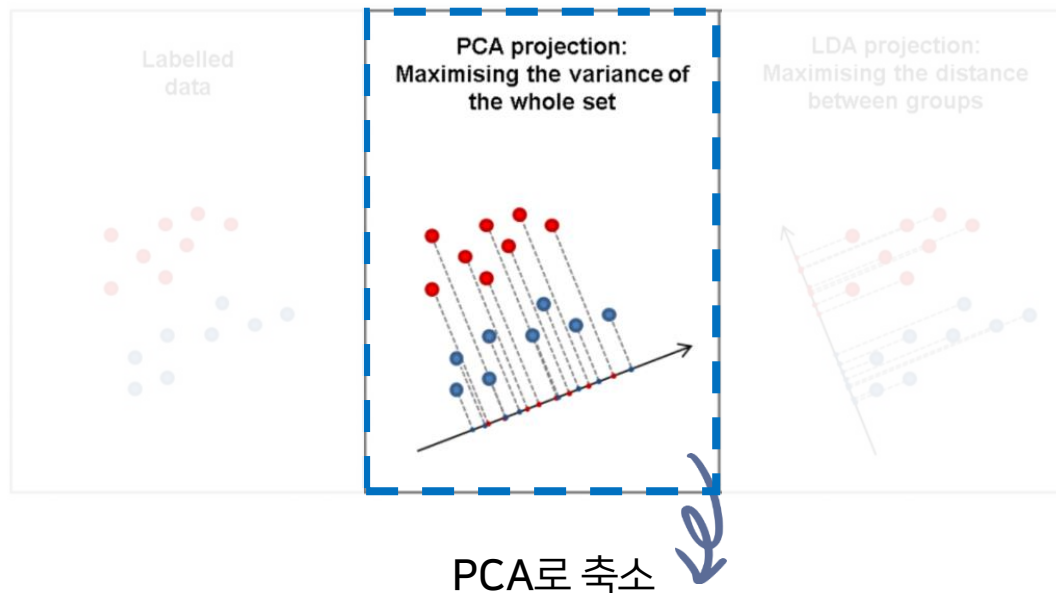 Labelled
data
PCA projection:
Maximising the variance of
the whole set
LDA projection:
Maximising the distance
between groups
PCA로 축소